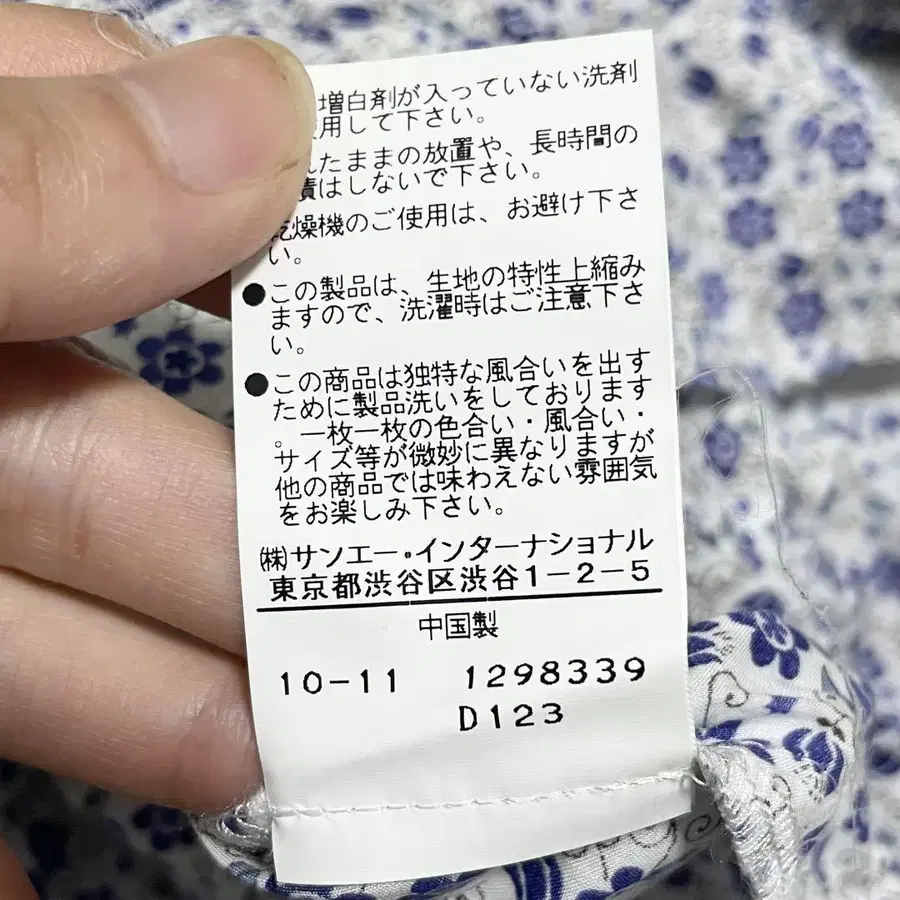 増白剤が入っていない洗剤
用して下さい。
たままの放置や、長時間の
漬はしないで下さい。
乾燥機のご使用は、お避け下さ
い。
●この製品は、生地の特性上縮み
ますので、洗濯時はご注意下さ
い。
●この商品は独特な風合いを出す
ために製品洗いをしております
。一枚一枚の色合い・風合い・
サイズ等が微妙に異なりますが
他の商品では味わえない雰囲気
をお楽しみ下さい。
㈱サンエー・インターナショナル
東京都渋谷区渋谷1-2-5
中国製
10-11 1298339
D123